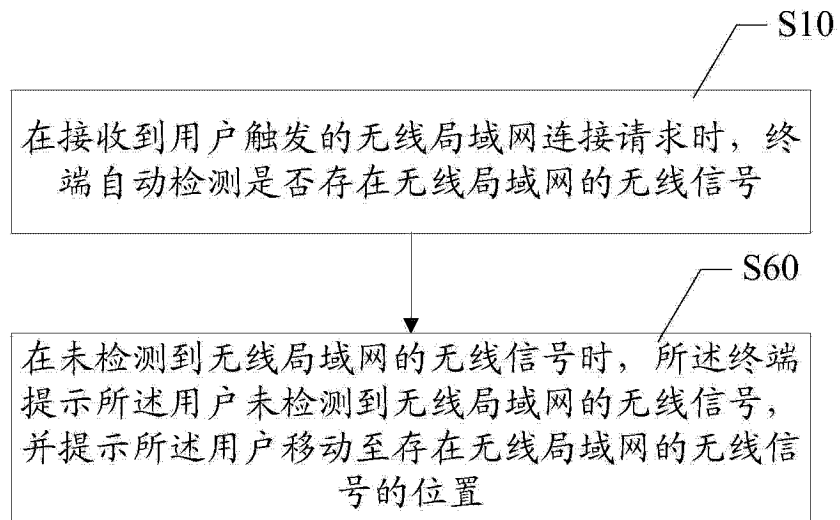 S10
在接收到用户触发的无线局域网连接请求时，终
端自动检测是否存在无线局域网的无线信号
S60
在未检测到无线局域网的无线信号时，所述终端
提示所述用户未检测到无线局域网的无线信号，
并提示所述用户移动至存在无线局域网的无线信
号的位置